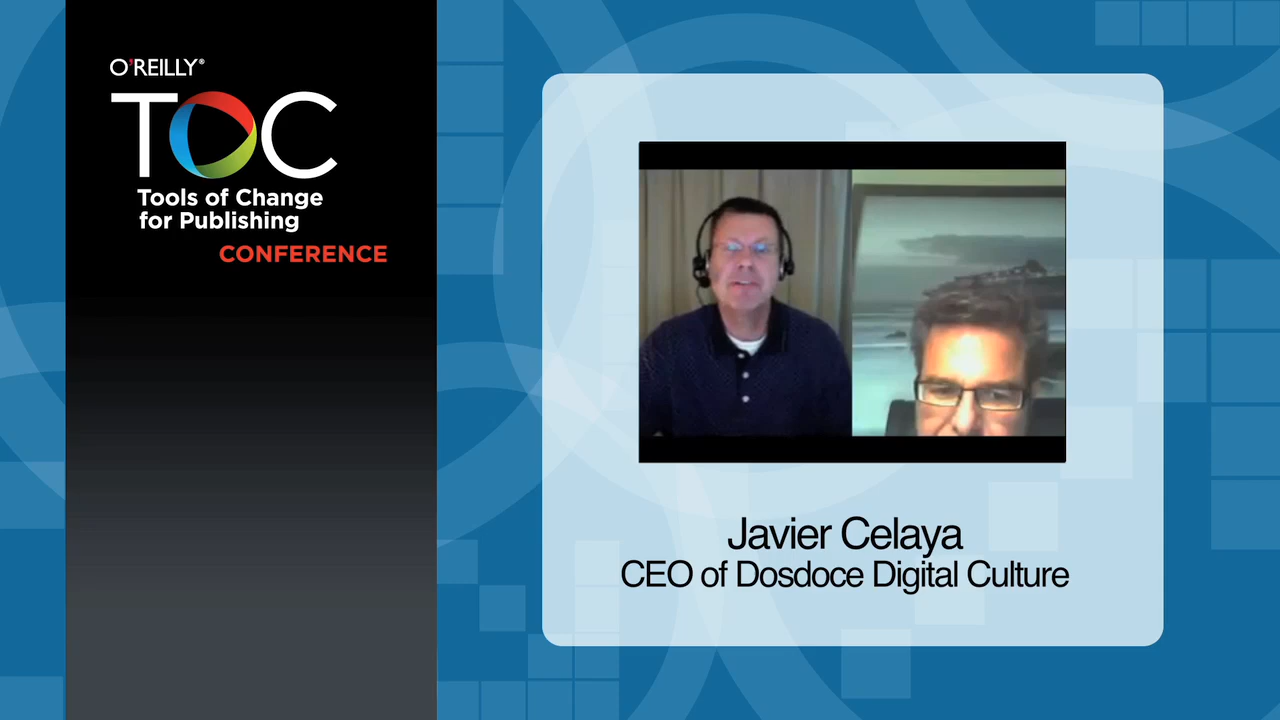 O'REILLY®
TOC
Tools of Change
for Publishing
CONFERENCE
Javier Celaya
CEO of Dosdoce Digital Culture